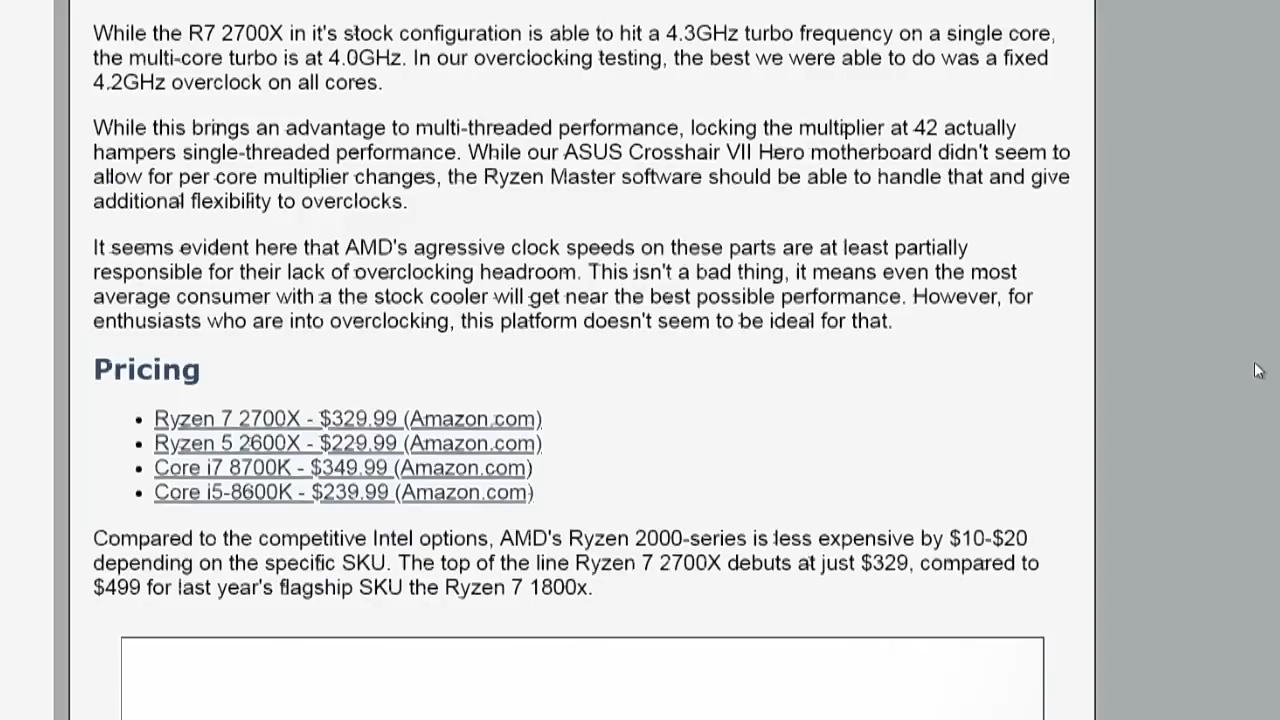 While the R7 2700X in it's stock configuration is able to hit a 4.3GHz turbo frequency on a single core,
the multi-core turbo is at 4.0GHz. In our overclocking testing, the best we were able to do was a fixed
4.2GHz overclock on all cores.
While this brings an advantage to multi-threaded performance, locking the multiplier at 42 actually
hampers single-threaded performance. While our ASUS Crosshair VII Hero motherboard didn't seem to
allow for per core multiplier changes, the Ryzen Master software should be able to handle that and give
additional flexibility to overclocks.
It seems evident here that AMD's agressive clock speeds on these parts are at least partially
responsible for their lack of overclocking headroom. This isn't a bad thing, it means even the most
average consumer with a the stock cooler will get near the best possible performance. However, for
enthusiasts who are into overclocking, this platform doesn't seem to be ideal for that.
Pricing
• Ryzen 7 2700X - $329.99 (Amazon.com)
• Ryzen 5 2600X - $229.99 (Amazon.com)
• Core i7 8700K - $349.99 (Amazon.com)
• Core i5-8600K - $239.99 (Amazon.com)
Compared to the competitive Intel options, AMD's Ryzen 2000-series is less expensive by $10-$20
depending on the specific SKU. The top of the line Ryzen 7 2700X debuts at just $329, compared to
$499 for last year's flagship SKU the Ryzen 7 1800x.